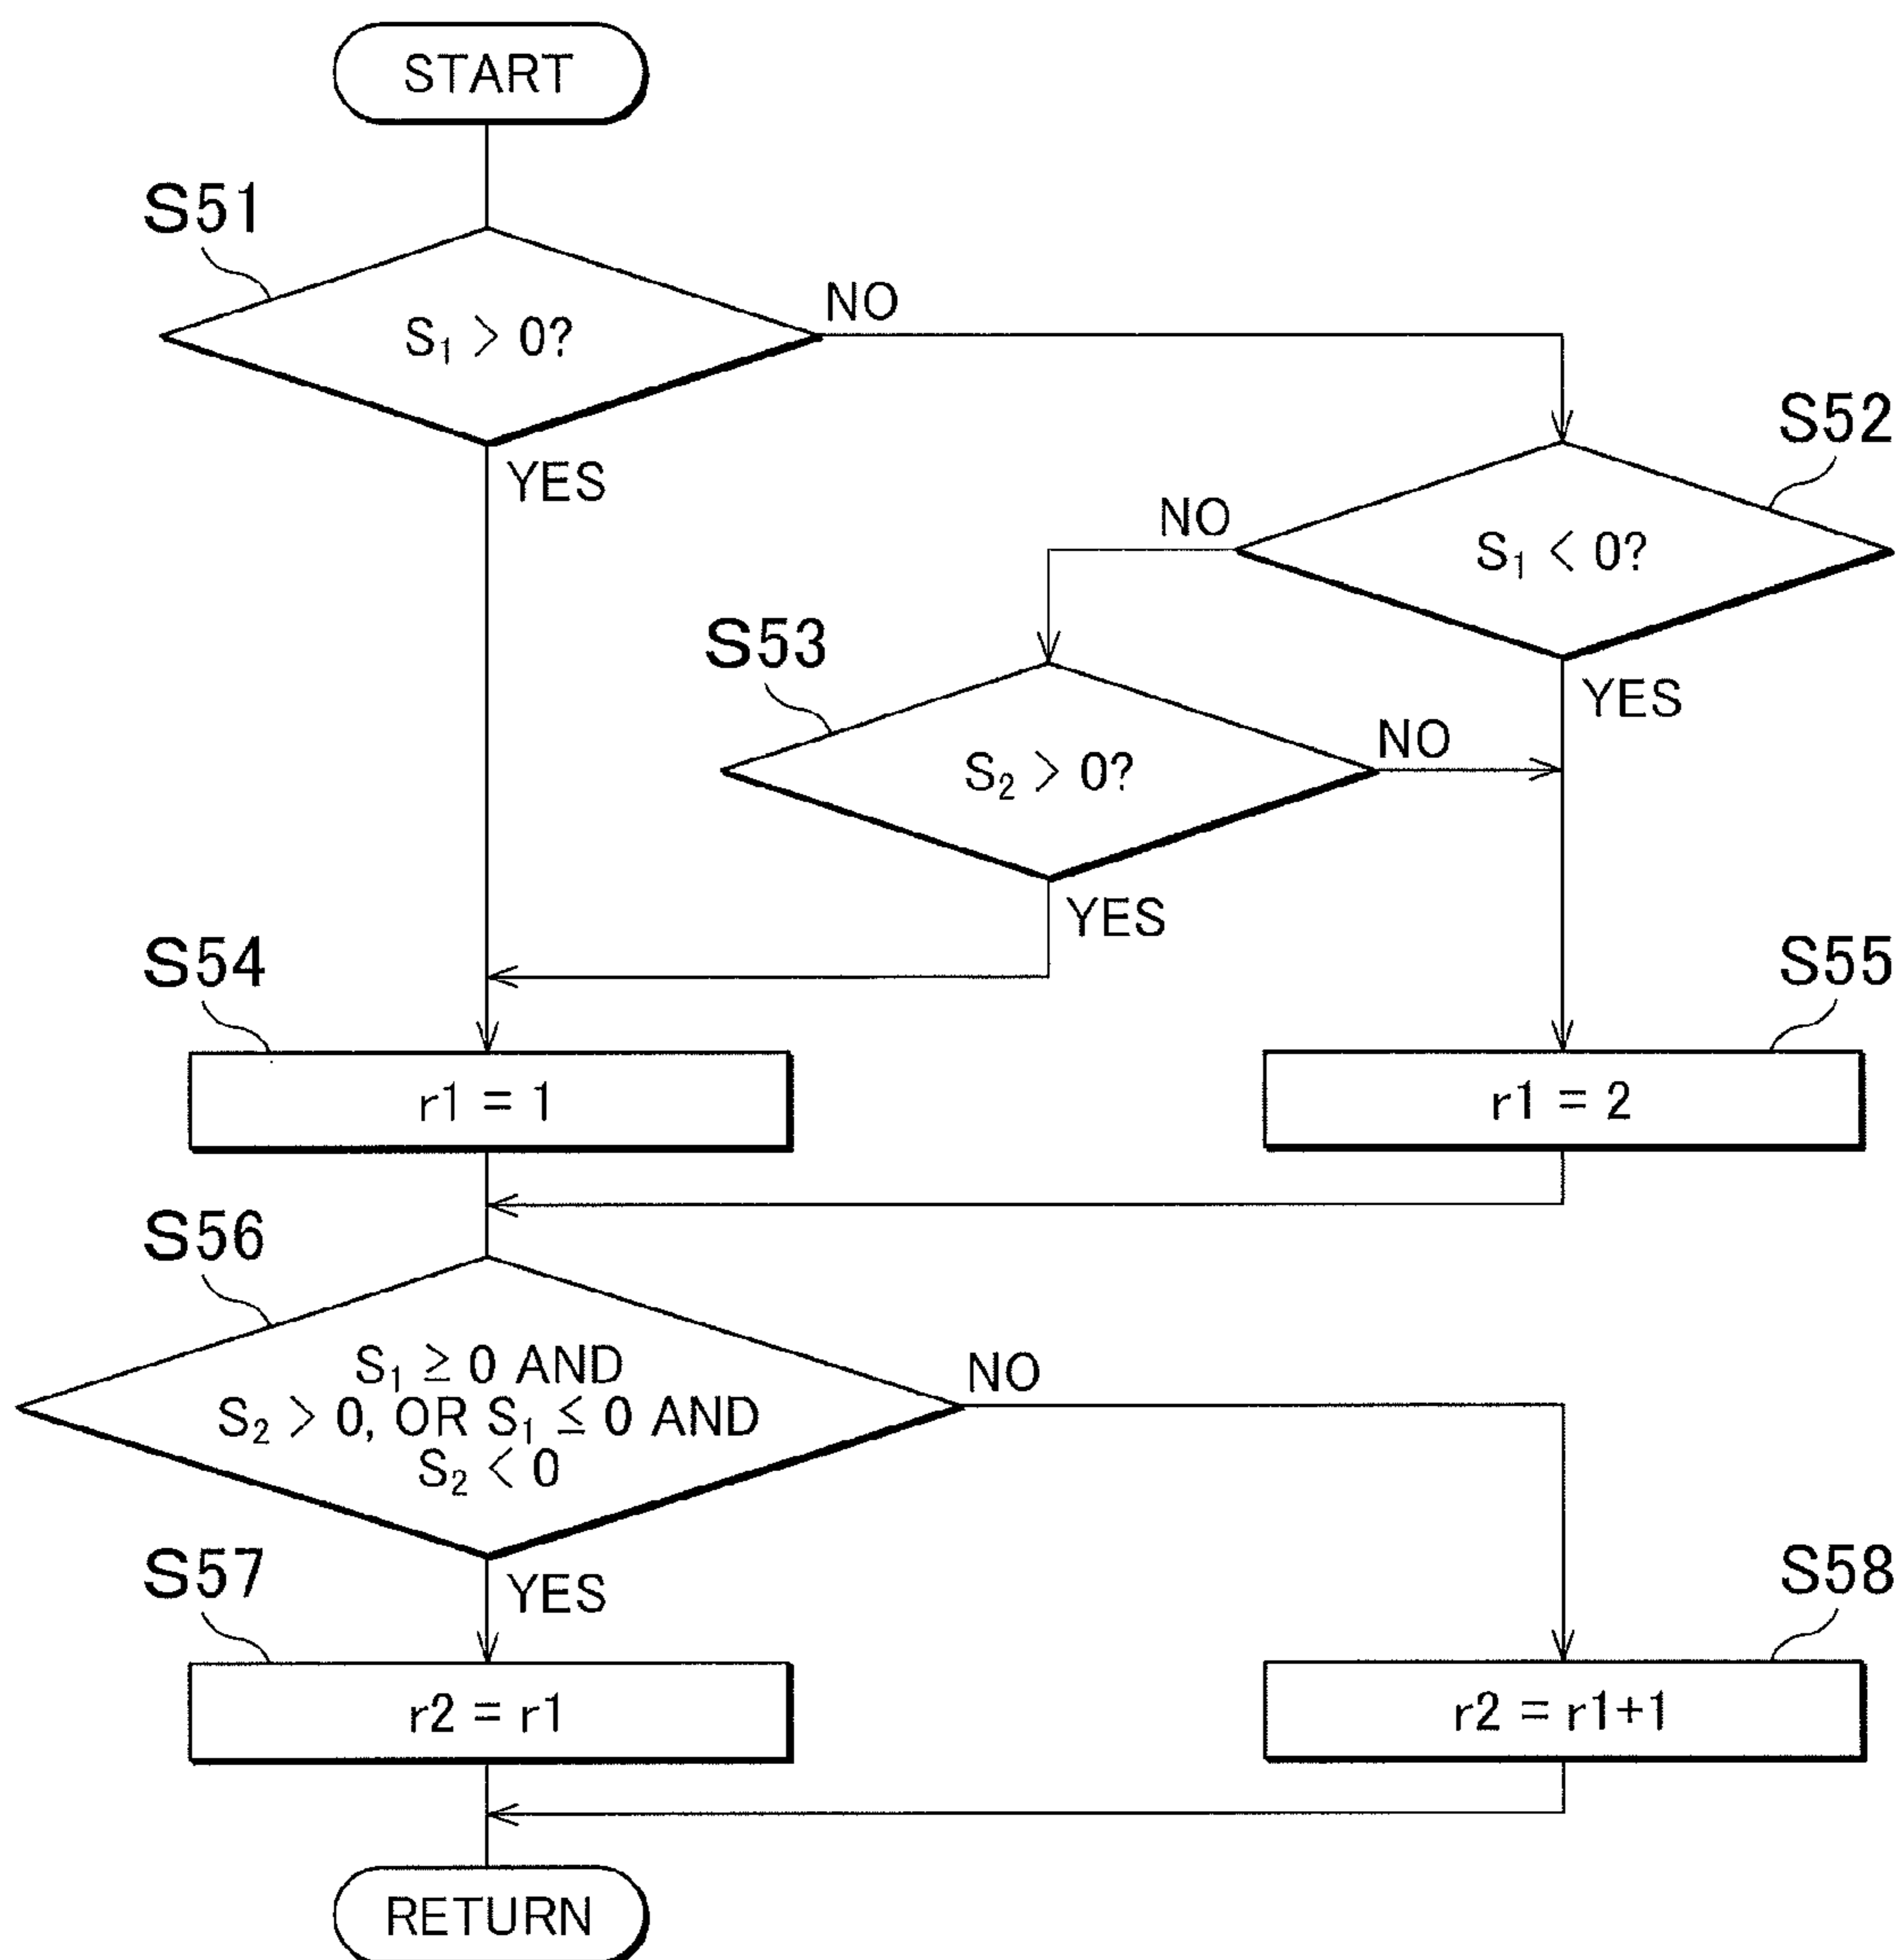 START
S51
S₁ > 0?
NO
YES
S52
S₁ < 0?
NO
YES
S53
S₂ > 0?
NO
YES
S54
r1 = 1
S55
r1 = 2
S56
S₁ ≧ 0 AND
S₂ > 0, OR S₁ ≦ 0 AND
S₂ < 0
NO
YES
S57
r2 = r1
S58
r2 = r1+1
RETURN